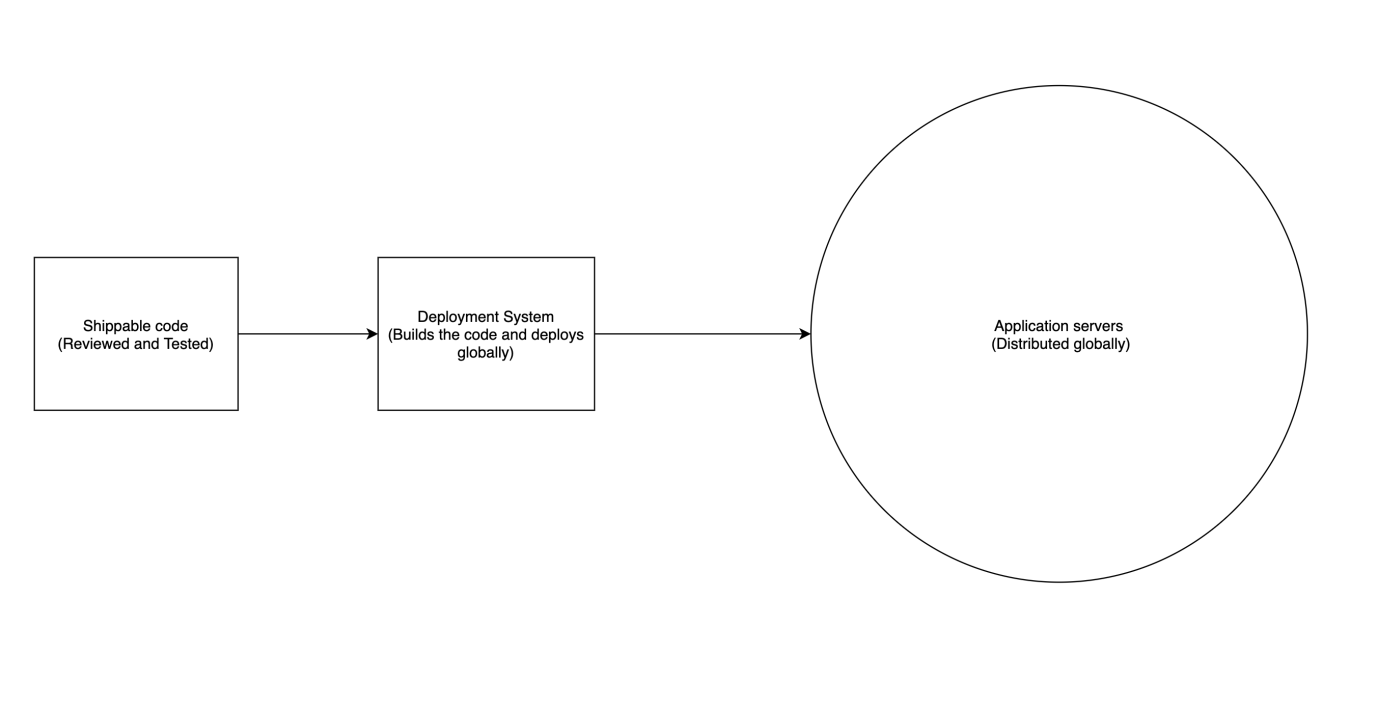 Shippable code
(Reviewed and Tested)
Deployment System
(Builds the code and deploys
globally)
Application servers
(Distributed globally)